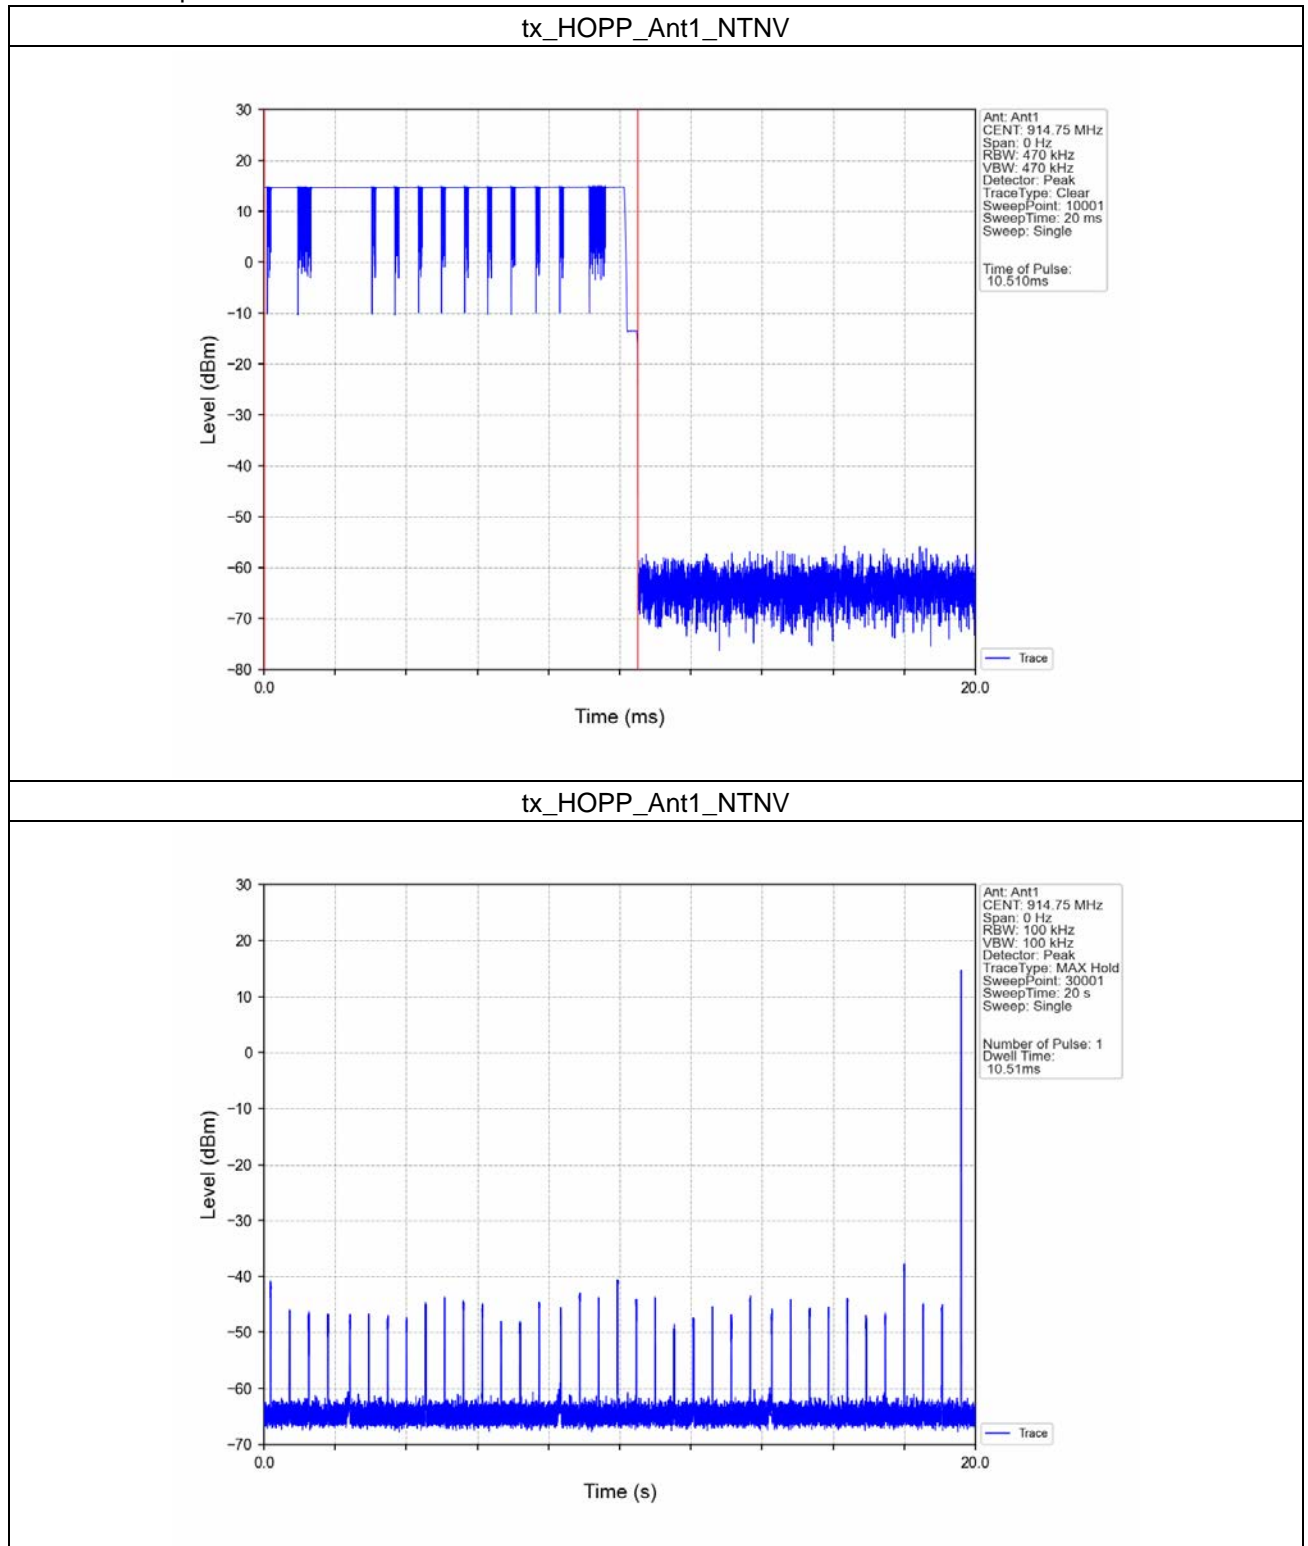 tx_HOPP_Ant1_NTNV
30
20
10
0
−10
−20
−30
−40
−50
−60
−70
−80
Level (dBm)
0.0
20.0
Time (ms)
Ant: Ant1
CENT: 914.75 MHz
Span: 0 Hz
RBW: 470 kHz
VBW: 470 kHz
Detector: Peak
TraceType: Clear
SweepPoint: 10001
SweepTime: 20 ms
Sweep: Single
Time of Pulse:
10.510ms
Trace
tx_HOPP_Ant1_NTNV
30
20
10
0
−10
−20
−30
−40
−50
−60
−70
Level (dBm)
0.0
20.0
Time (s)
Ant: Ant1
CENT: 914.75 MHz
Span: 0 Hz
RBW: 100 kHz
VBW: 100 kHz
Detector: Peak
TraceType: MAX Hold
SweepPoint: 30001
SweepTime: 20 s
Sweep: Single
Number of Pulse: 1
Dwell Time:
10.51ms
Trace